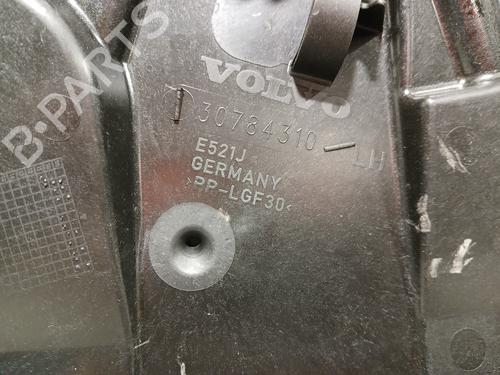 B-PARTS
VOLVO
30784310-LH
E521J
GERMANY
>PP-LGF30<